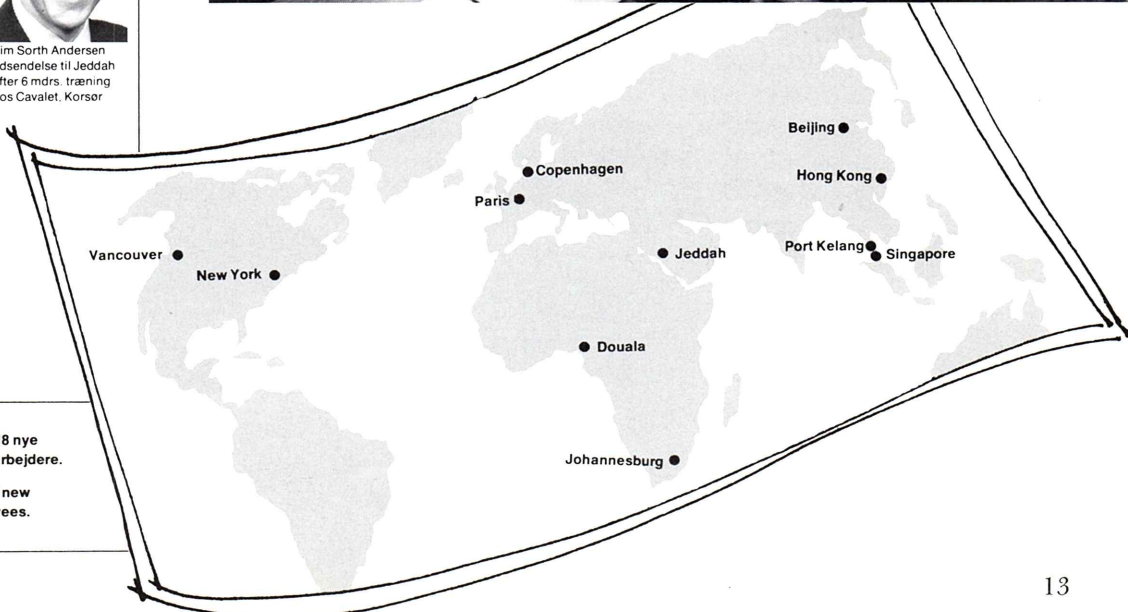 im Sorth Andersen
dsendelse til Jeddah
fter 6 mdrs. træning
os Cavalet, Korsør
Beijing
Copenhagen
Hong Kong
Paris
Port Kelang
Singapore
Vancouver
Jeddah
New York
Douala
Johannesburg
8 nye
rbejdere.
new
ees.
13